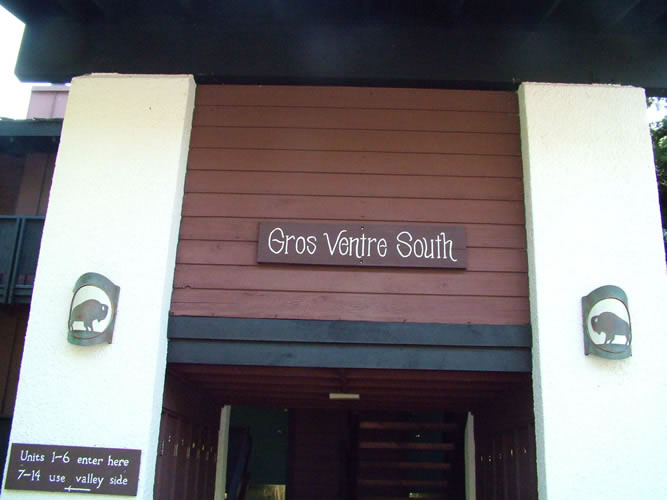 Gros Ventre South
Units 1-6 enter here
7-14 use valley side